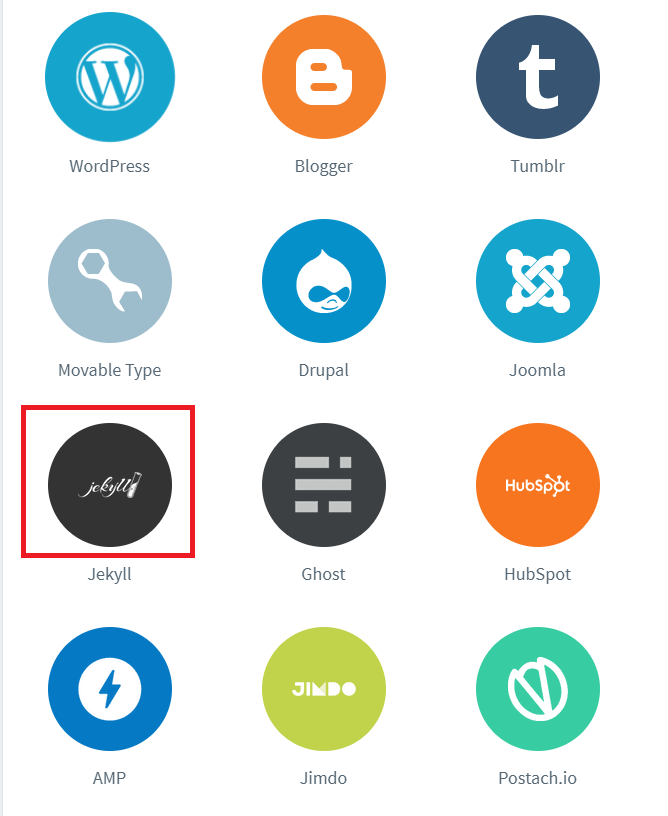 WordPress
Blogger
Tumblr
Movable Type
Drupal
Joomla
jekyll
HubSpot
Jekyll
Ghost
HubSpot
JIMDO
AMP
Jimdo
Postach.io